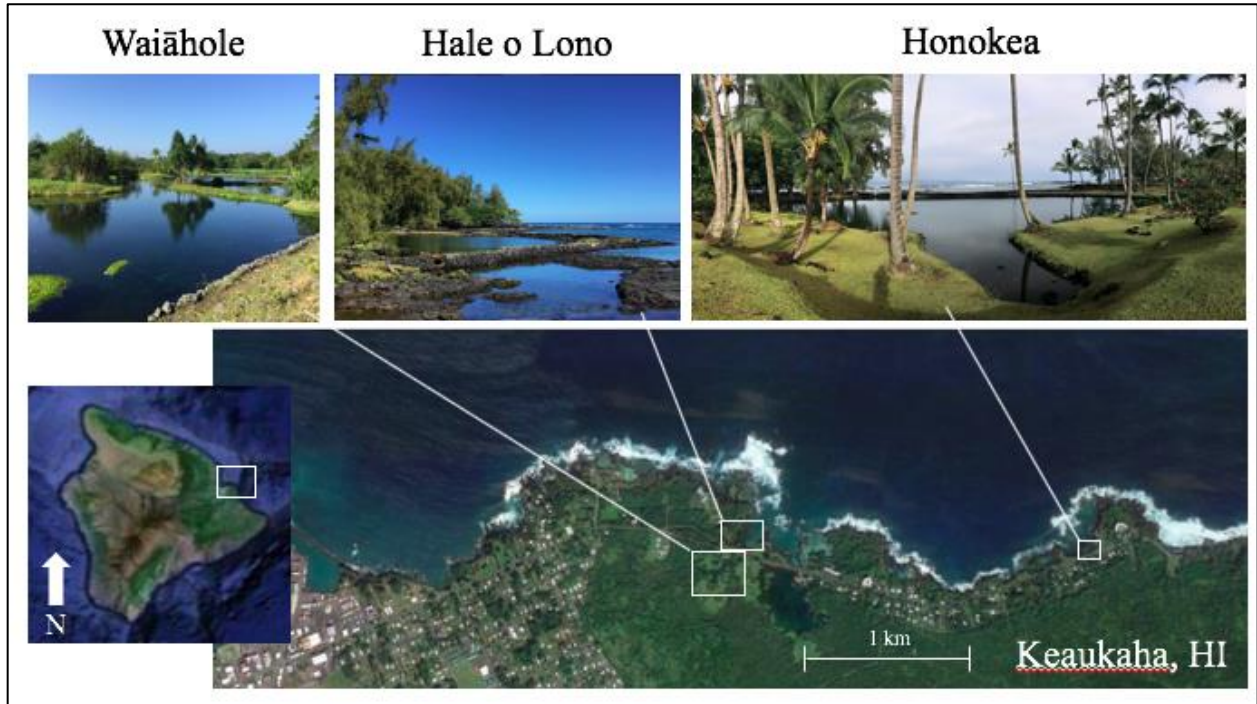 Waiāhole
Hale o Lono
Honokea
N
1 km
Keaukaha, HI